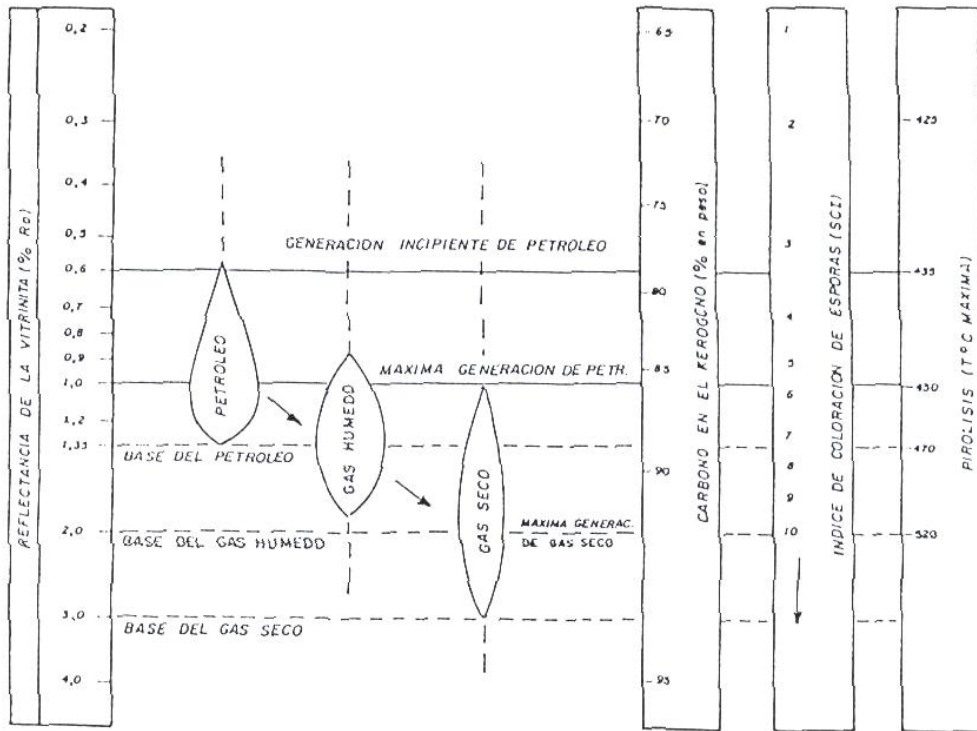 REFLECTANCIA DE LA VITRINITA (% Ro)
0,2
0,3
0,4
0,5
0,6
0,7
0,8
0,9
1,0
1,2
1,35
2,0
3,0
4,0
GENERACION INCIPIENTE DE PETROLEO
PETROLEO
MAXIMA GENERACION DE PETR.
GAS HUMEDO
BASE DEL PETROLEO
GAS SECO
BASE DEL GAS HUMEDO
MAXIMA GENERAC.
DE GAS SECO
BASE DEL GAS SECO
65
70
75
80
85
90
95
CARBONO EN EL KEROGENO (% en peso)
1
2
3
4
5
6
7
8
9
10
INDICE DE COLORACIÓN DE ESPORAS (SCI)
425
435
450
470
520
PIROLISIS (TºC MAXIMA)